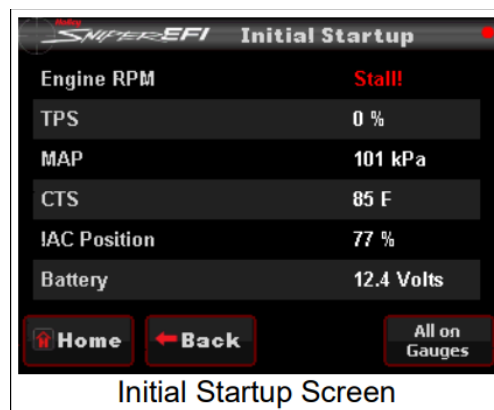 Holley
SNIPER EFI Initial Startup
Engine RPM Stall!
TPS 0 %
MAP 101 kPa
CTS 85 F
IAC Position 77 %
Battery 12.4 Volts
Home Back All on
Gauges
Initial Startup Screen